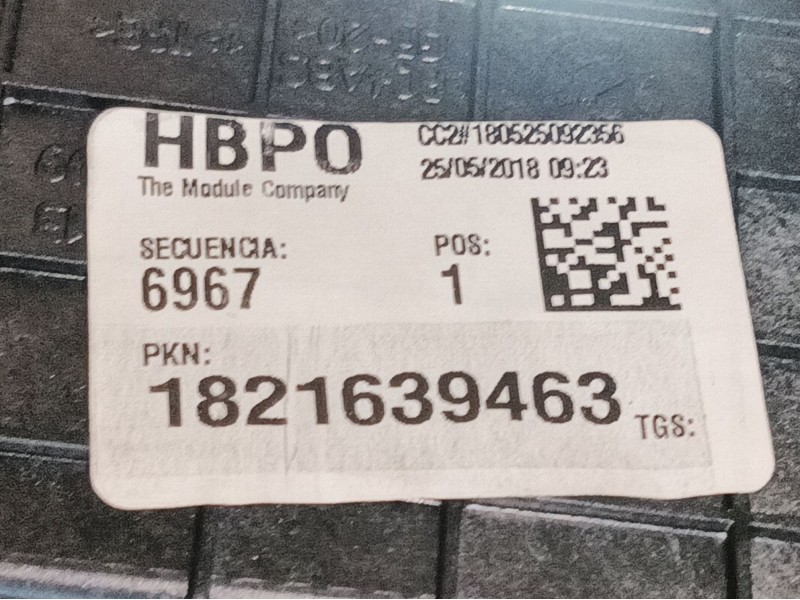 HBPO
The Module Company
CC2#180525092356
25/05/2018 09:23
SECUENCIA:
6967
POS:
1
PKN:
1821639463
TGS: